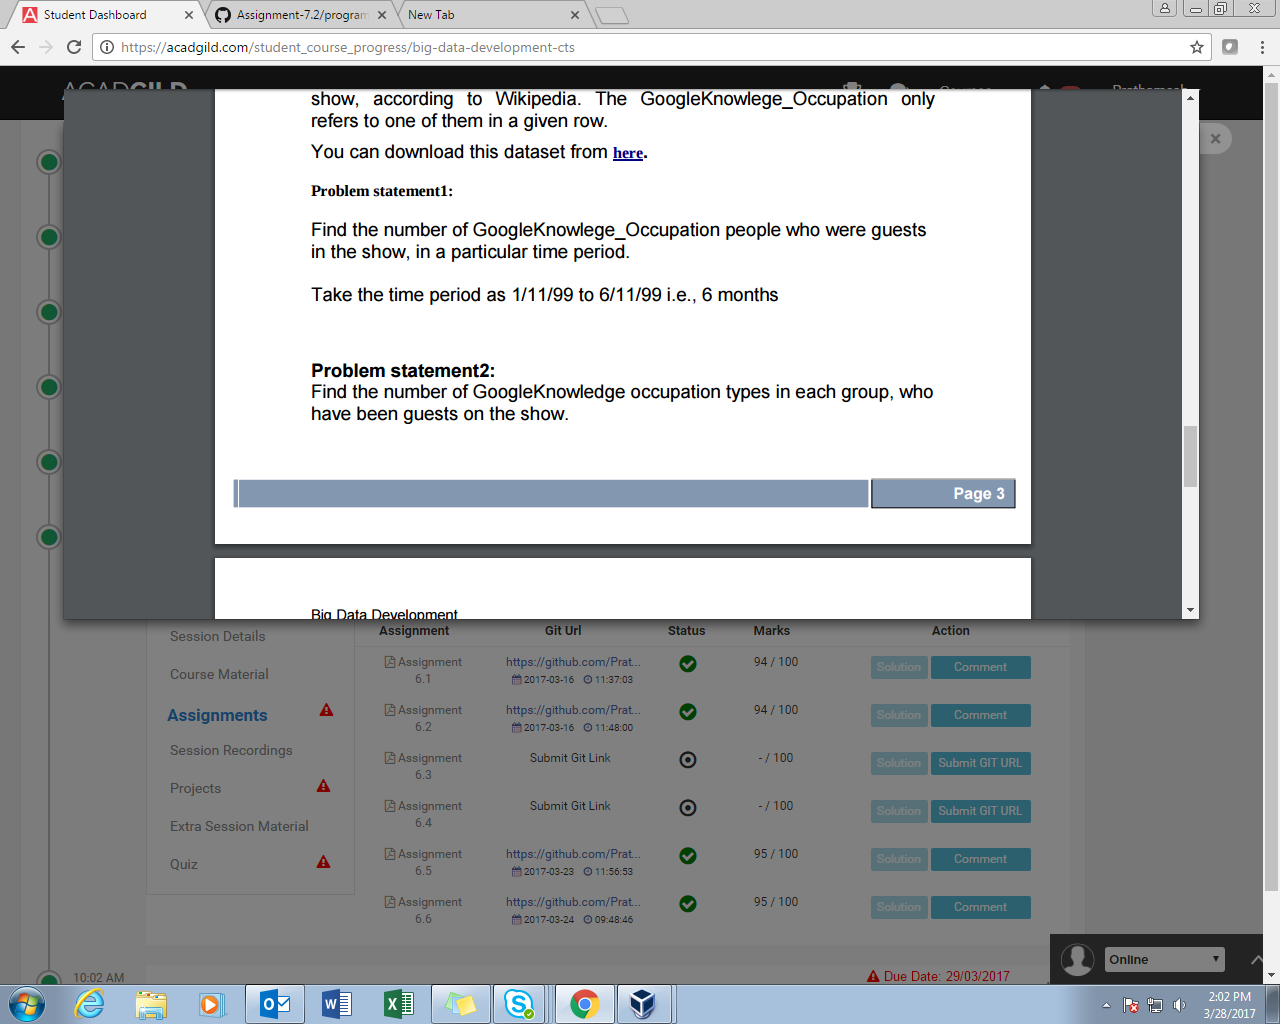 Student Dashboard
Assignment-7.2/program
New Tab
https://acadgild.com/student_course_progress/big-data-development-cts
show, according to Wikipedia. The GoogleKnowlege_Occupation only
refers to one of them in a given row.
You can download this dataset from here.
Problem statement1:
Find the number of GoogleKnowlege_Occupation people who were guests
in the show, in a particular time period.
Take the time period as 1/11/99 to 6/11/99 i.e., 6 months
Problem statement2:
Find the number of GoogleKnowledge occupation types in each group, who
have been guests on the show.
Page 3
Big Data Development
Assignment Git Url Status Marks Action
Session Details
Course Material
Assignments
Session Recordings
Projects
Extra Session Material
Quiz
Assignment 6.1 https://github.com/Prat... 94 / 100 Solution Comment
2017-03-16 11:37:03
Assignment 6.2 https://github.com/Prat... 94 / 100 Solution Comment
2017-03-16 11:48:00
Assignment 6.3 Submit Git Link - / 100 Solution Submit GIT URL
Assignment 6.4 Submit Git Link - / 100 Solution Submit GIT URL
Assignment 6.5 https://github.com/Prat... 95 / 100 Solution Comment
2017-03-23 11:56:53
Assignment 6.6 https://github.com/Prat... 95 / 100 Solution Comment
2017-03-24 09:48:46
Online
10:02 AM
Due Date: 29/03/2017
2:02 PM
3/28/2017